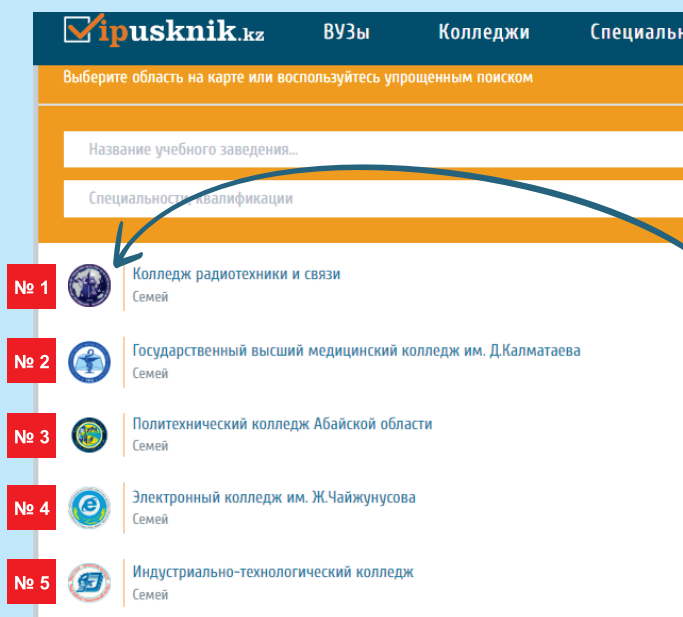 Vipusknik.kz ВУЗы Колледжи Специальн
Выберите область на карте или воспользуйтесь упрощенным поиском
Название учебного заведения...
Специальности, квалификации
№ 1 Колледж радиотехники и связи
Семей
№ 2 Государственный высший медицинский колледж им. Д.Калматаева
Семей
№ 3 Политехнический колледж Абайской области
Семей
№ 4 Электронный колледж им. Ж.Чайжунусова
Семей
№ 5 Индустриально-технологический колледж
Семей